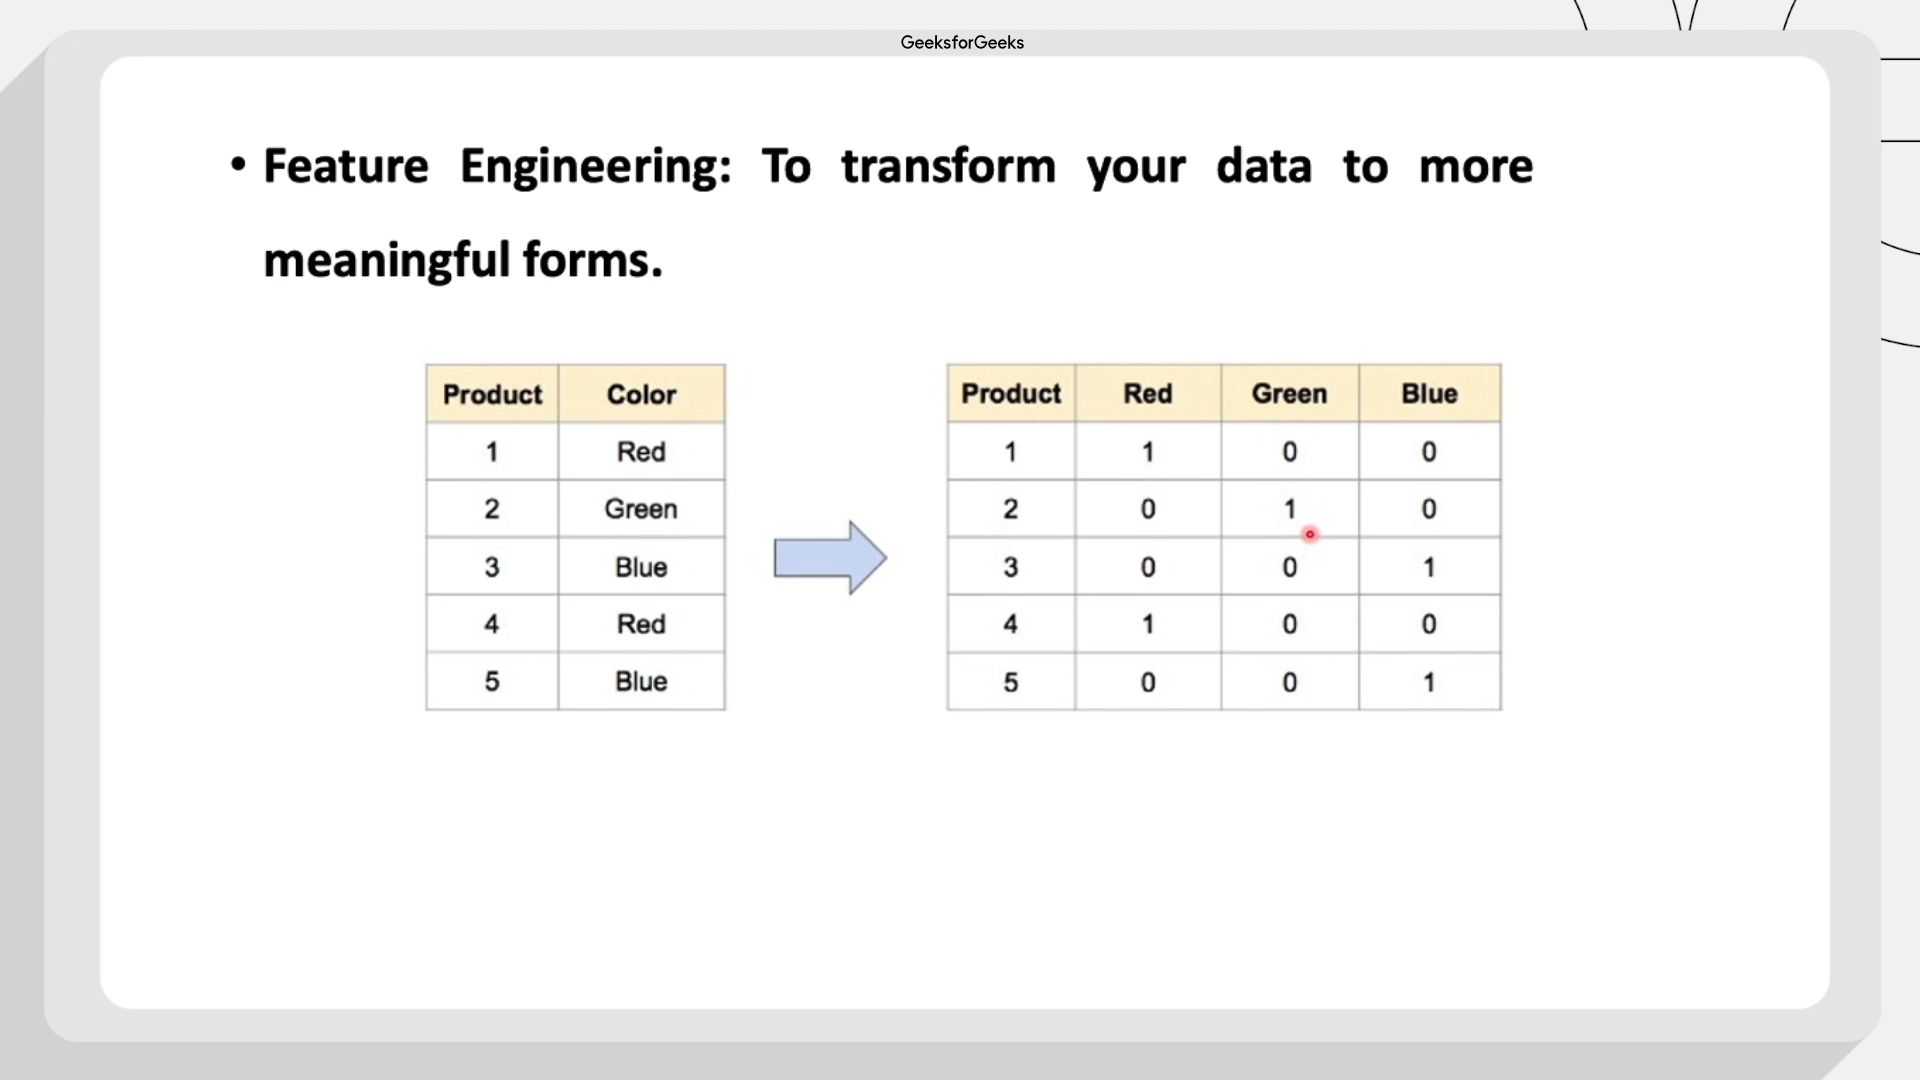 GeeksforGeeks
• Feature Engineering: To transform your data to more
meaningful forms.
Product Color
1 Red
2 Green
3 Blue
4 Red
5 Blue
Product Red Green Blue
1 1 0 0
2 0 1 0
3 0 0 1
4 1 0 0
5 0 0 1